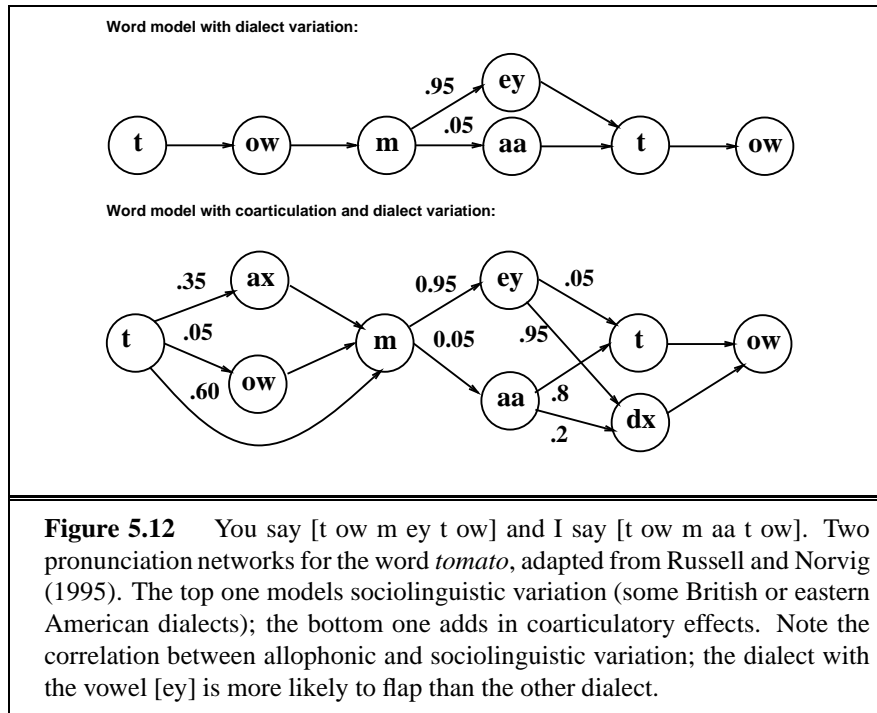 Word model with dialect variation:
ey
.95
.05
t ow m aa t ow
Word model with coarticulation and dialect variation:
ax ey
.35 0.95 .05
t .05 m 0.05 .95 t ow
.60 ow aa .8 dx
.2
Figure 5.12 You say [t ow m ey t ow] and I say [t ow m aa t ow]. Two
pronunciation networks for the word tomato, adapted from Russell and Norvig
(1995). The top one models sociolinguistic variation (some British or eastern
American dialects); the bottom one adds in coarticulatory effects. Note the
correlation between allophonic and sociolinguistic variation; the dialect with
the vowel [ey] is more likely to flap than the other dialect.